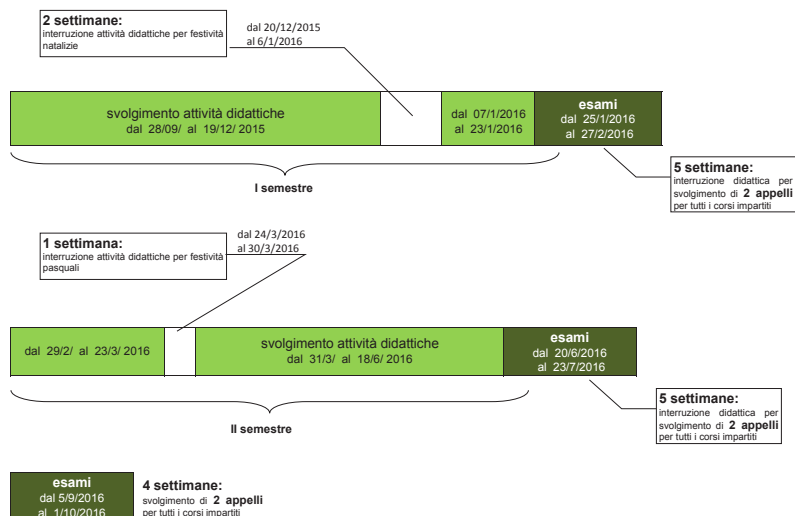 2 settimane:
interruzione attività didattiche per festività
natalizie
dal 20/12/2015
al 6/1/2016
svolgimento attività didattiche
dal 28/09/ al 19/12/ 2015
dal 07/1/2016
al 23/1/2016
esami
dal 25/1/2016
al 27/2/2016
I semestre
5 settimane:
interruzione didattica per
svolgimento di 2 appelli
per tutti i corsi impartiti
1 settimana:
interruzione attività didattiche per festività
pasquali
dal 24/3/2016
al 30/3/2016
dal 29/2/ al 23/3/ 2016
svolgimento attività didattiche
dal 31/3/ al 18/6/ 2016
esami
dal 20/6/2016
al 23/7/2016
II semestre
5 settimane:
interruzione didattica per
svolgimento di 2 appelli
per tutti i corsi impartiti
esami
dal 5/9/2016
al 1/10/2016
4 settimane:
svolgimento di 2 appelli
per tutti i corsi impartiti